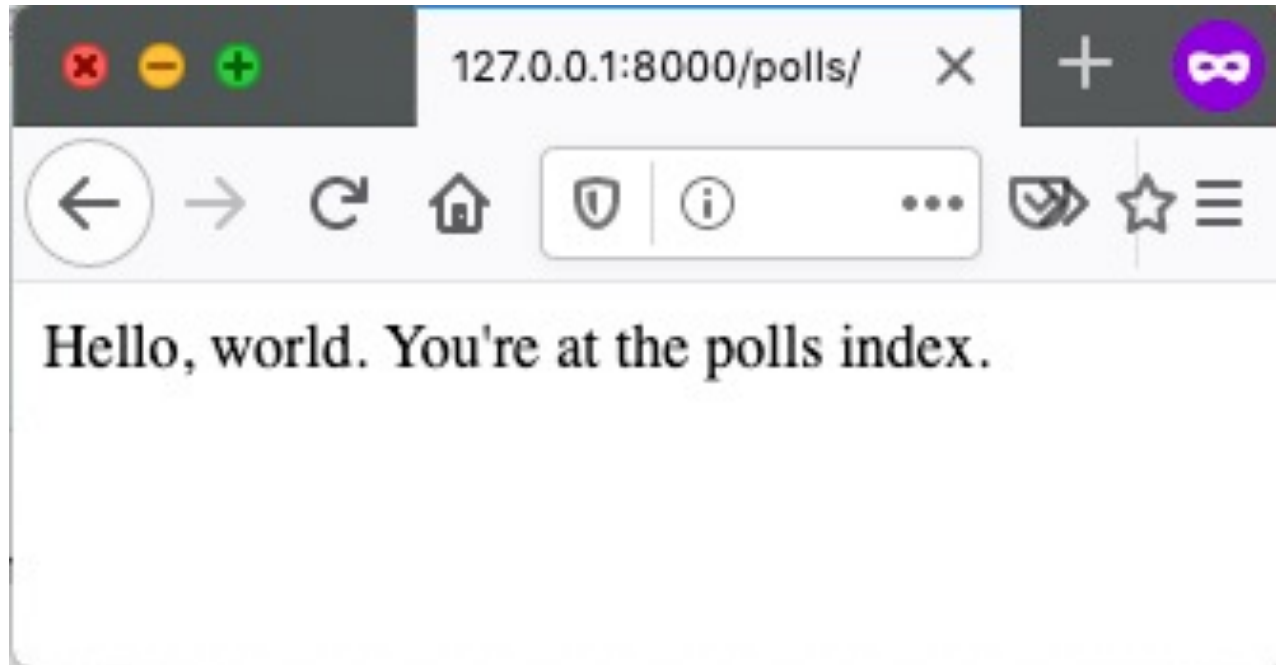 127.0.0.1:8000/polls/
Hello, world. You're at the polls index.